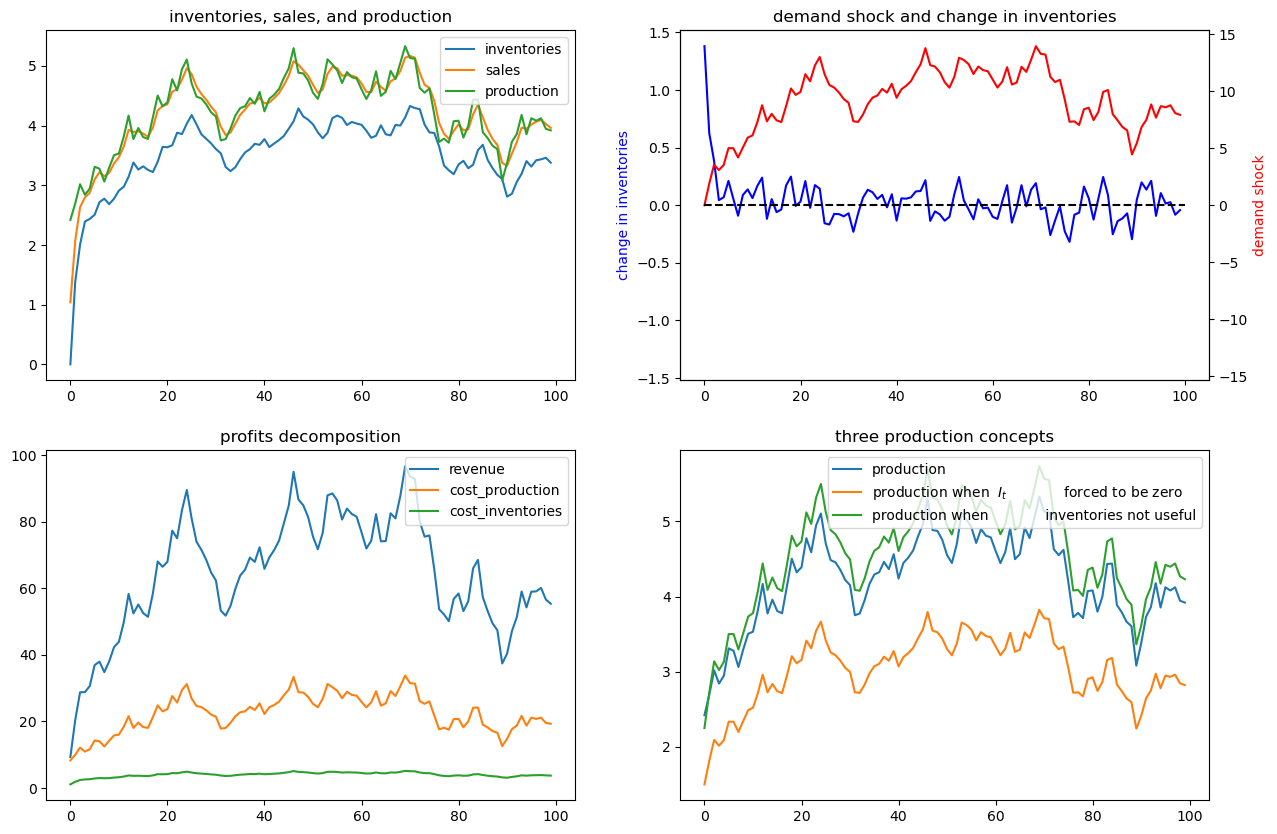 inventories, sales, and production
inventories
sales
production
5
4
3
2
1
0
0 20 40 60 80 100
demand shock and change in inventories
change in inventories
demand shock
1.5
1.0
0.5
0.0
−0.5
−1.0
−1.5
15
10
5
0
−5
−10
−15
0 20 40 60 80 100
profits decomposition
revenue
cost_production
cost_inventories
100
80
60
40
20
0
0 20 40 60 80 100
three production concepts
production
production when I_t forced to be zero
production when inventories not useful
5
4
3
2
0 20 40 60 80 100